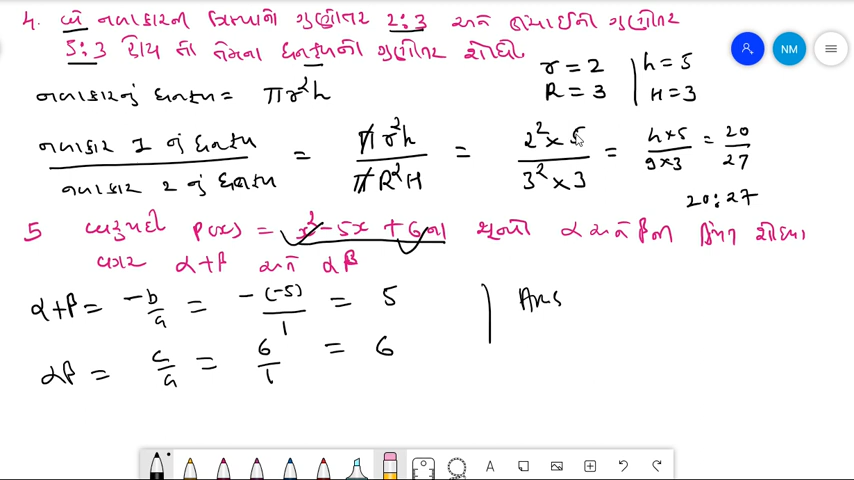 4. બે નળાકારની ત્રિજ્યાનો ગુણોત્તર 2:3 અને ઊંચાઈનો ગુણોત્તર
5:3 હોય તો તેમના ઘનફળનો ગુણોત્તર શોધો.
r = 2 | h = 5
R = 3 | H = 3
નળાકારનું ઘનફળ = πr²h
નળાકાર 1 નું ઘનફળ / નળાકાર 2 નું ઘનફળ = πr²h / πR²H = 2² x 5 / 3² x 3 = 4 x 5 / 9 x 3 = 20 / 27
20:27
5 બહુપદી P(x) = x² - 5x + 6 ના શૂન્યો α અને β ની કિંમત શોધ્યા
વગર α+β અને αβ
α+β = -b/a = -(-5)/1 = 5 | Ans
αβ = c/a = 6/1 = 6
NM
A